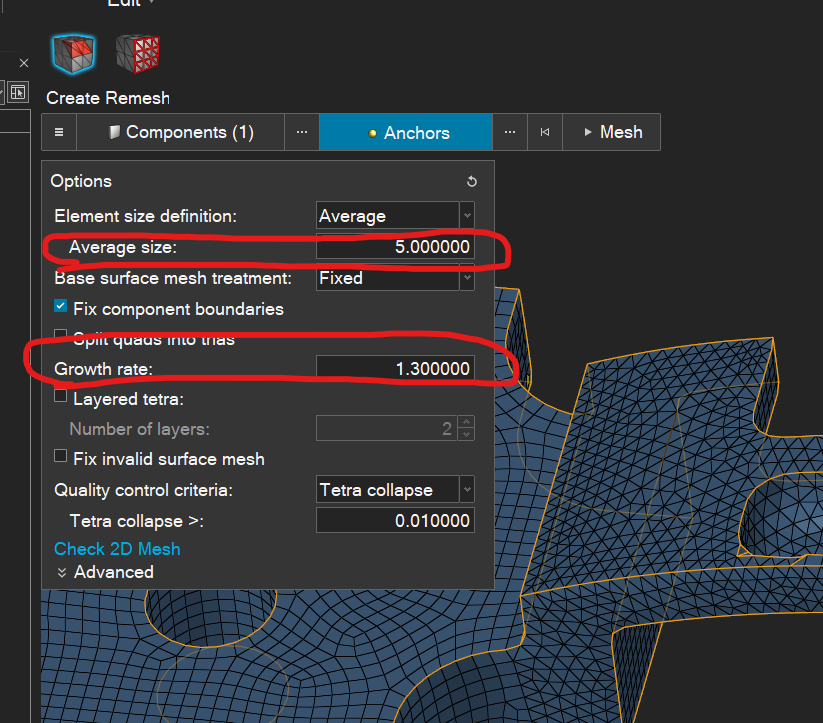 Edit
Create Remesh
Components (1)
Anchors
Mesh
Options
Element size definition: Average
Average size: 5.000000
Base surface mesh treatment: Fixed
Fix component boundaries
Split quads into trias
Growth rate: 1.300000
Layered tetra:
Number of layers: 2
Fix invalid surface mesh
Quality control criteria: Tetra collapse
Tetra collapse >: 0.010000
Check 2D Mesh
Advanced